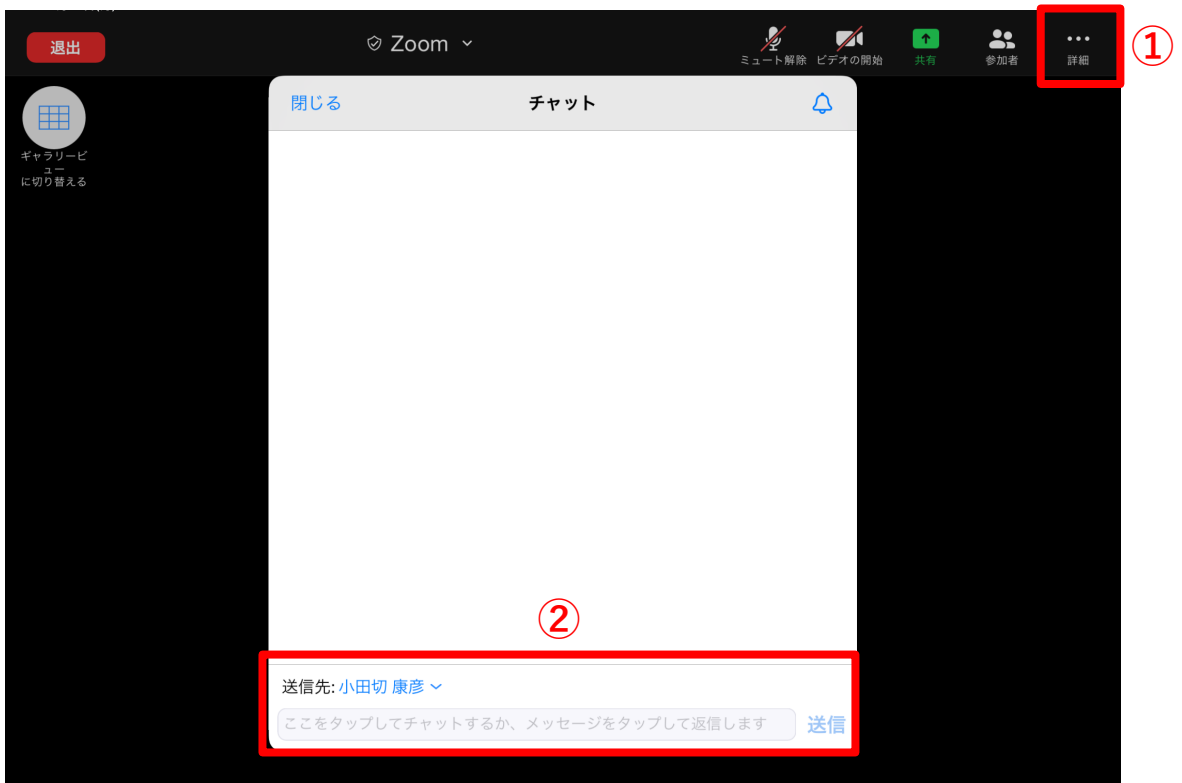 退出
Zoom
ミュート解除 ビデオの開始 共有 参加者 詳細
①
閉じる チャット
ギャラリービ
ュー
に切り替える
②
送信先: 小田切 康彦
ここをタップしてチャットするか、メッセージをタップして返信します 送信